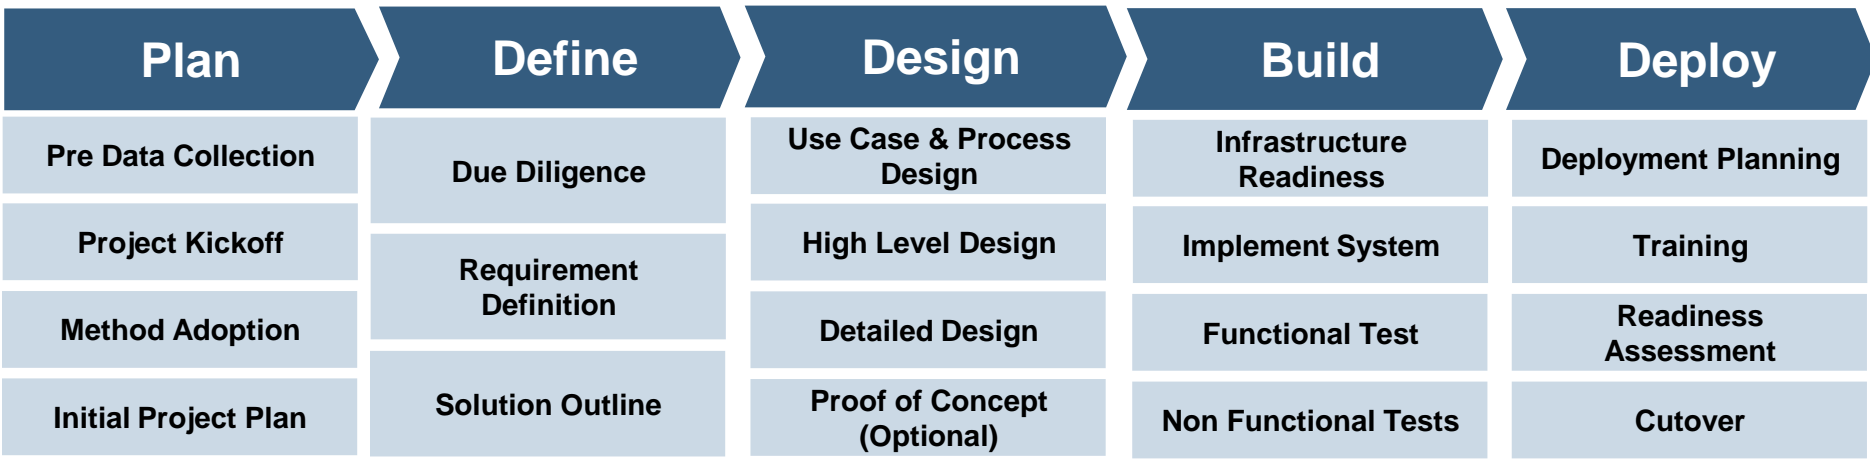 Plan
Define
Design
Build
Deploy
Pre Data Collection
Project Kickoff
Method Adoption
Initial Project Plan
Due Diligence
Requirement
Definition
Solution Outline
Use Case & Process
Design
High Level Design
Detailed Design
Proof of Concept
(Optional)
Infrastructure
Readiness
Implement System
Functional Test
Non Functional Tests
Deployment Planning
Training
Readiness
Assessment
Cutover